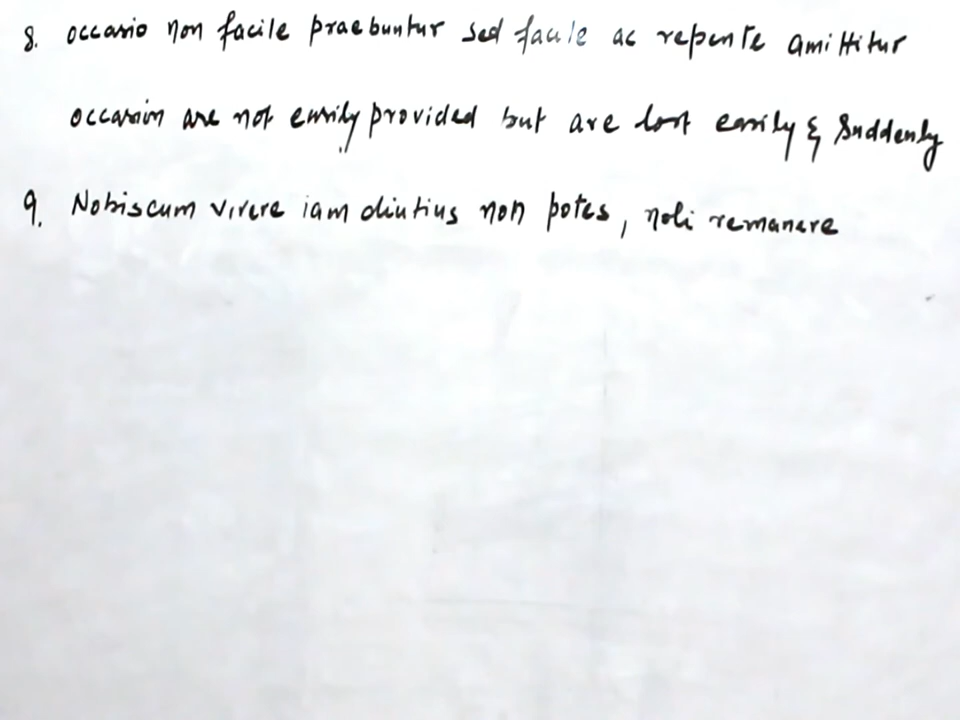 8. occasio non facile praebuntur sed facile ac repente amittitur
occasion are not easily provided but are lost easily & Suddenly
9. Nobiscum vivere iam diutius non potes, noli remanere